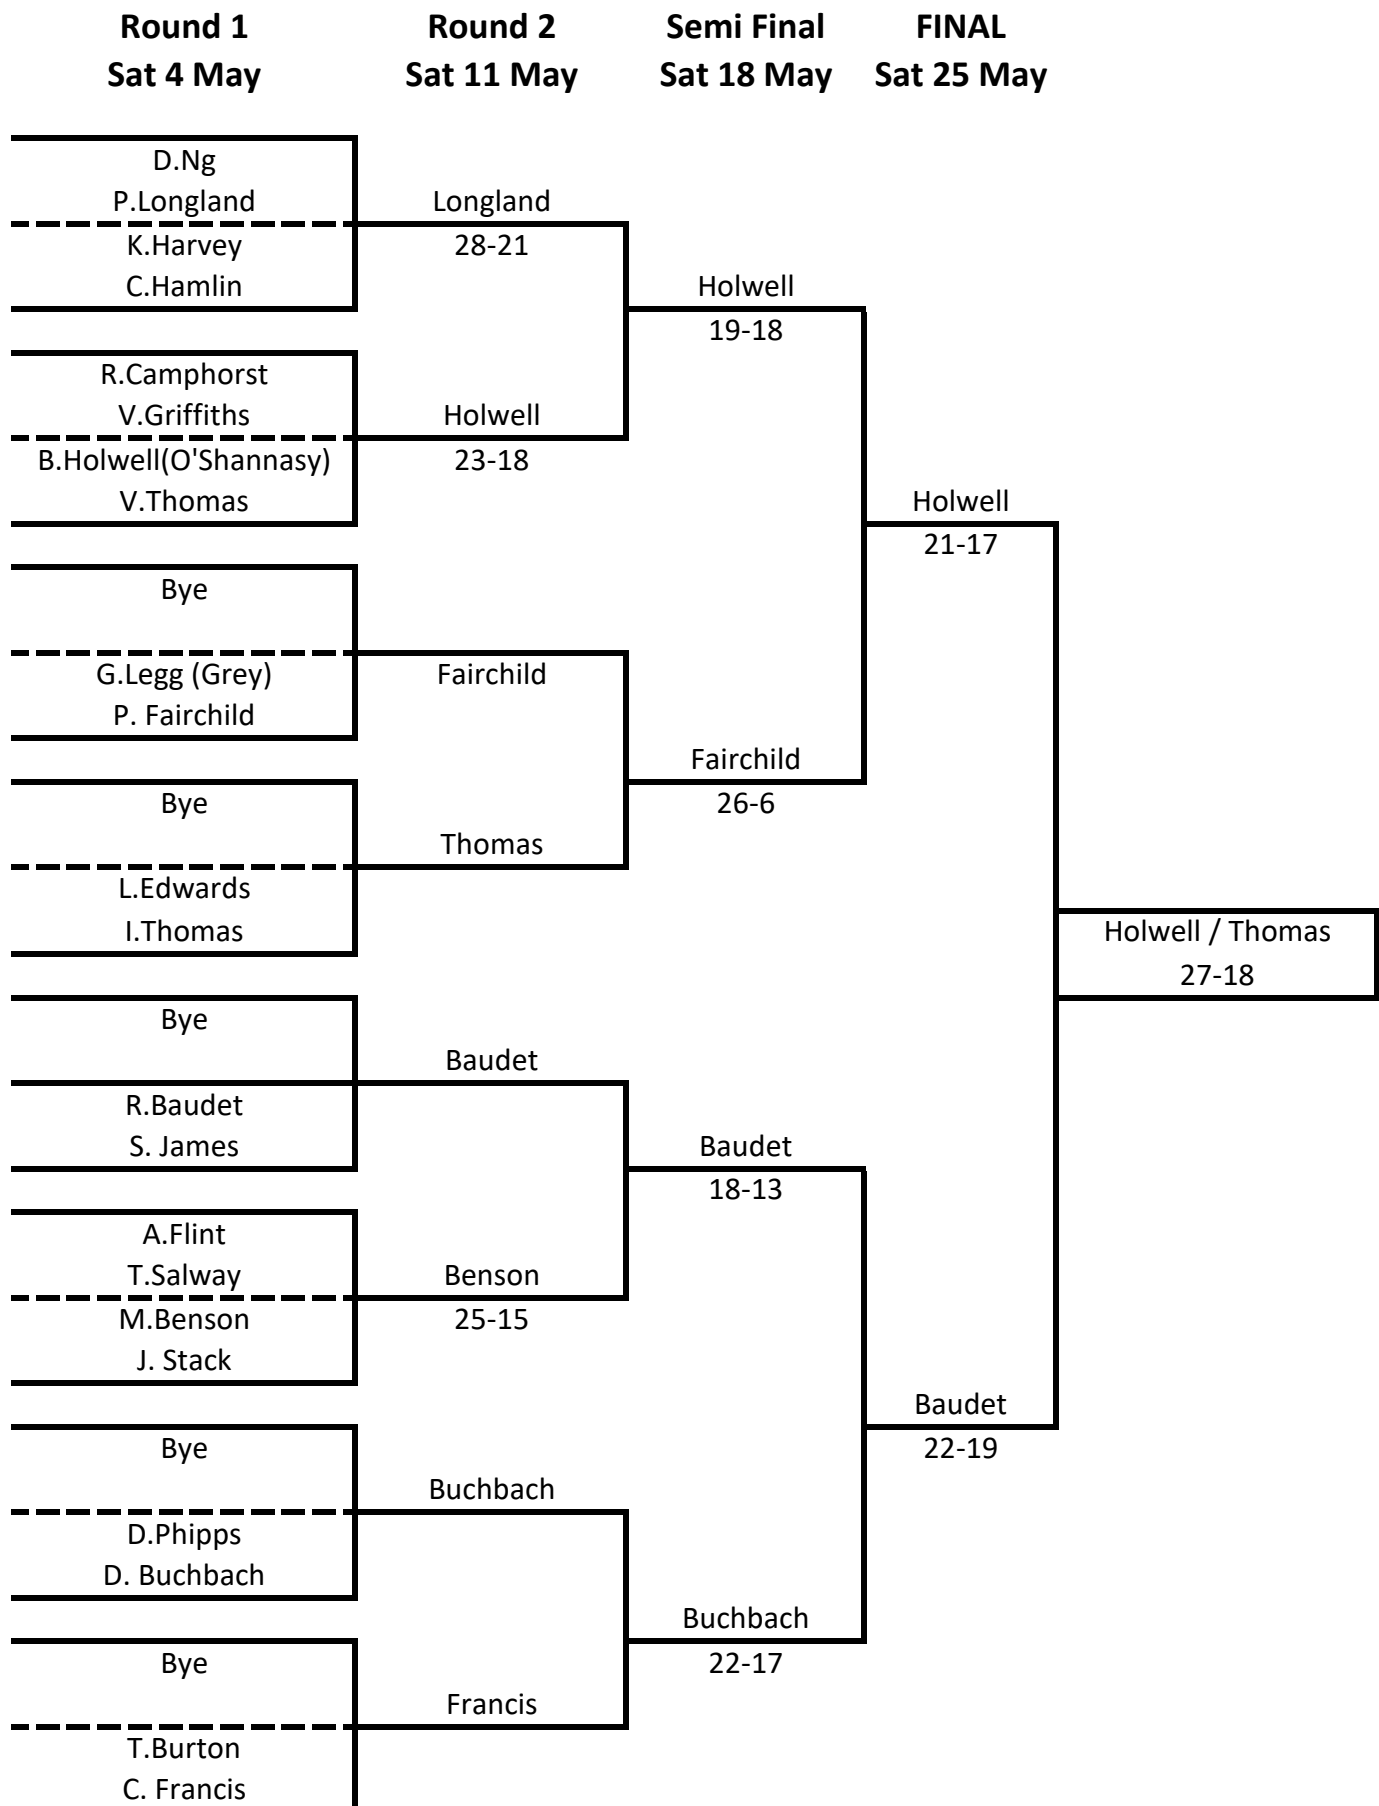 Round 1 Round 2 Semi Final FINAL
Sat 4 May Sat 11 May Sat 18 May Sat 25 May
D.Ng
P.Longland Longland
K.Harvey 28-21
C.Hamlin Holwell
19-18
R.Camphorst
V.Griffiths Holwell
B.Holwell(O'Shannasy) 23-18
V.Thomas Holwell
21-17
Bye
G.Legg (Grey) Fairchild
P. Fairchild
Fairchild
Bye 26-6
Thomas
L.Edwards
I.Thomas Holwell / Thomas
27-18
Bye
Baudet
R.Baudet
S. James Baudet
18-13
A.Flint
T.Salway Benson
M.Benson 25-15
J. Stack
Baudet
Bye 22-19
Buchbach
D.Phipps
D. Buchbach
Buchbach
Bye 22-17
Francis
T.Burton
C. Francis